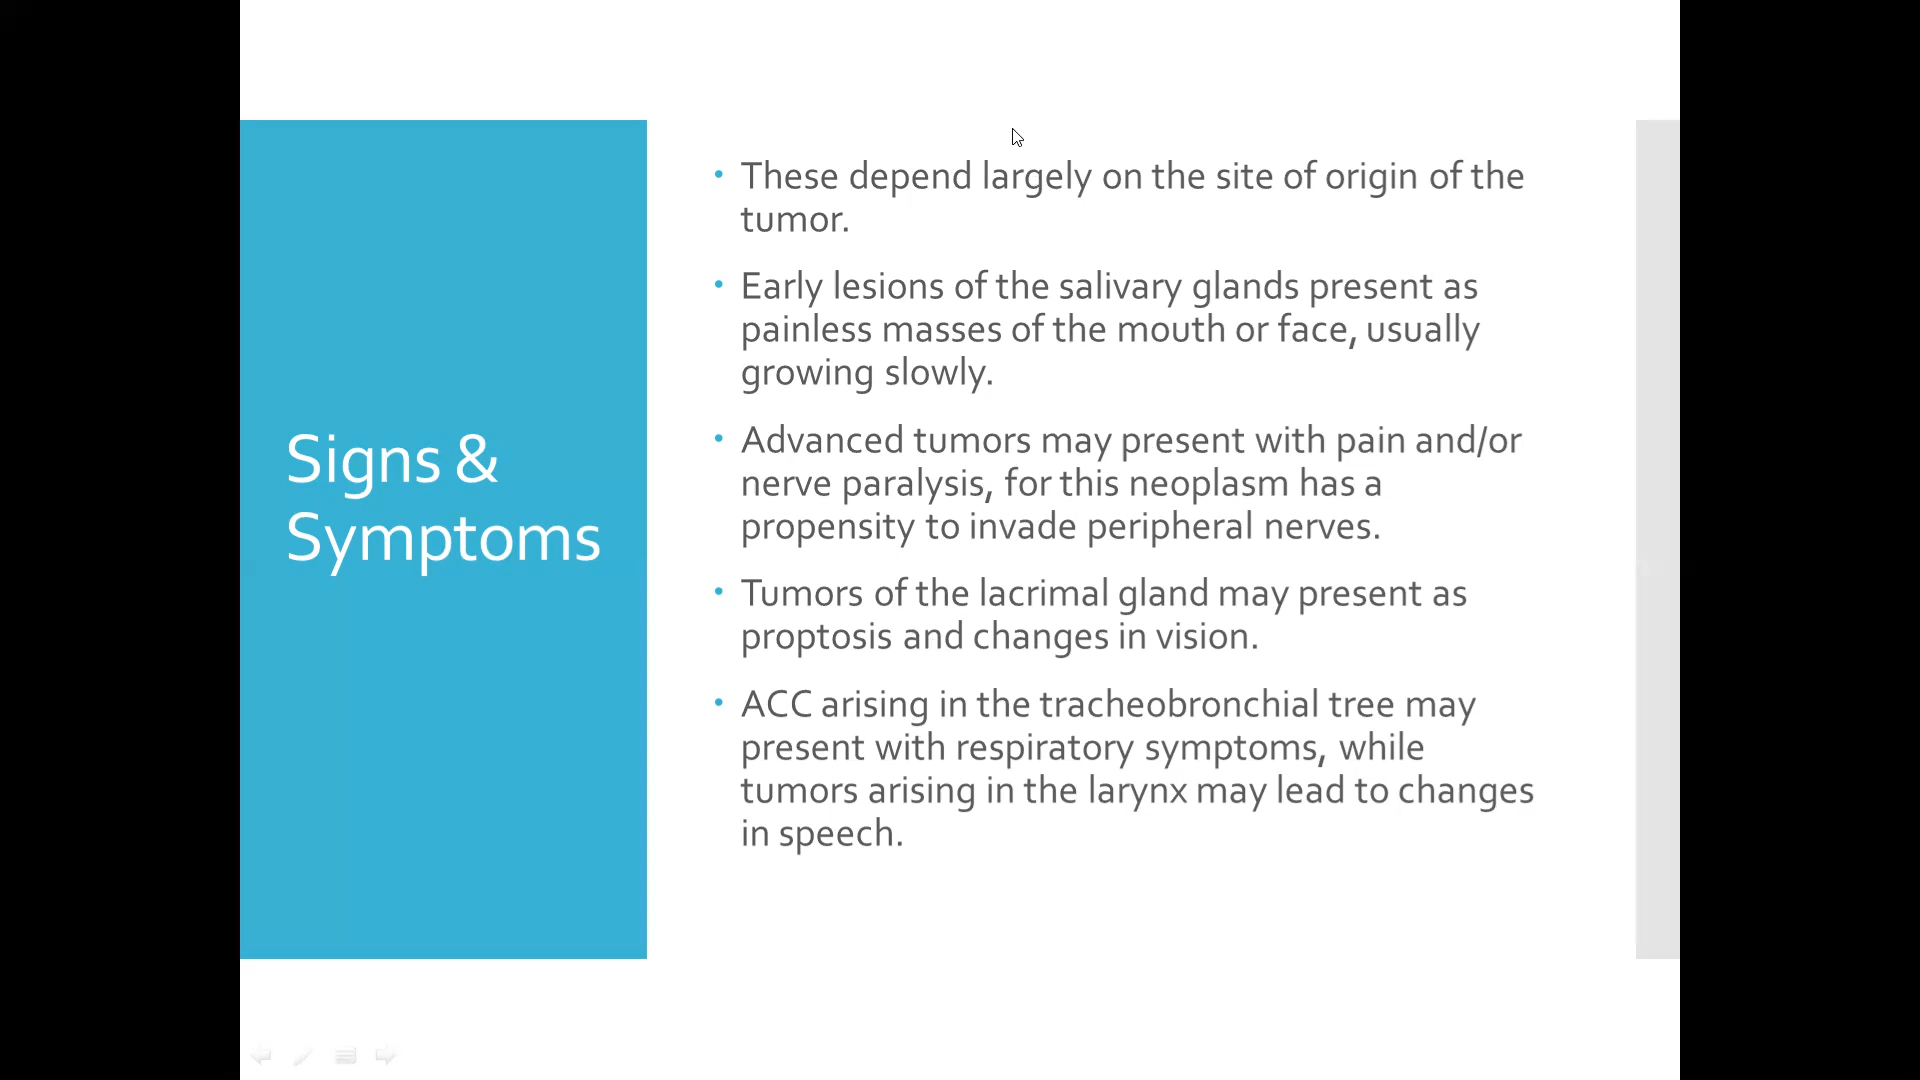 Signs &
Symptoms
• These depend largely on the site of origin of the
tumor.
• Early lesions of the salivary glands present as
painless masses of the mouth or face, usually
growing slowly.
• Advanced tumors may present with pain and/or
nerve paralysis, for this neoplasm has a
propensity to invade peripheral nerves.
• Tumors of the lacrimal gland may present as
proptosis and changes in vision.
• ACC arising in the tracheobronchial tree may
present with respiratory symptoms, while
tumors arising in the larynx may lead to changes
in speech.